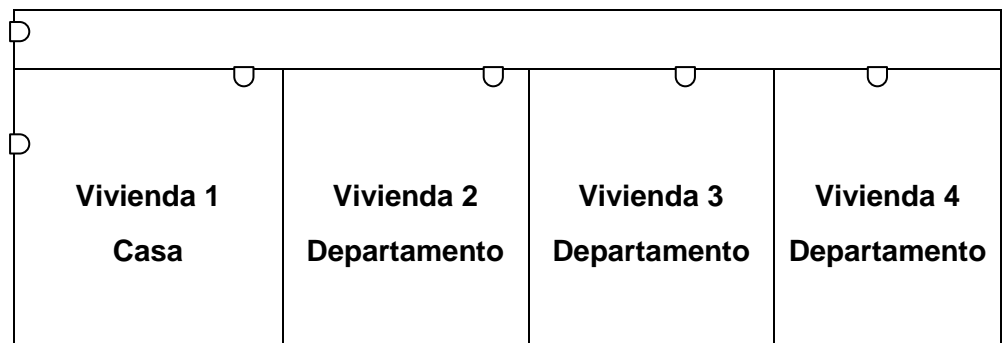 Vivienda 1
Casa
Vivienda 2
Departamento
Vivienda 3
Departamento
Vivienda 4
Departamento